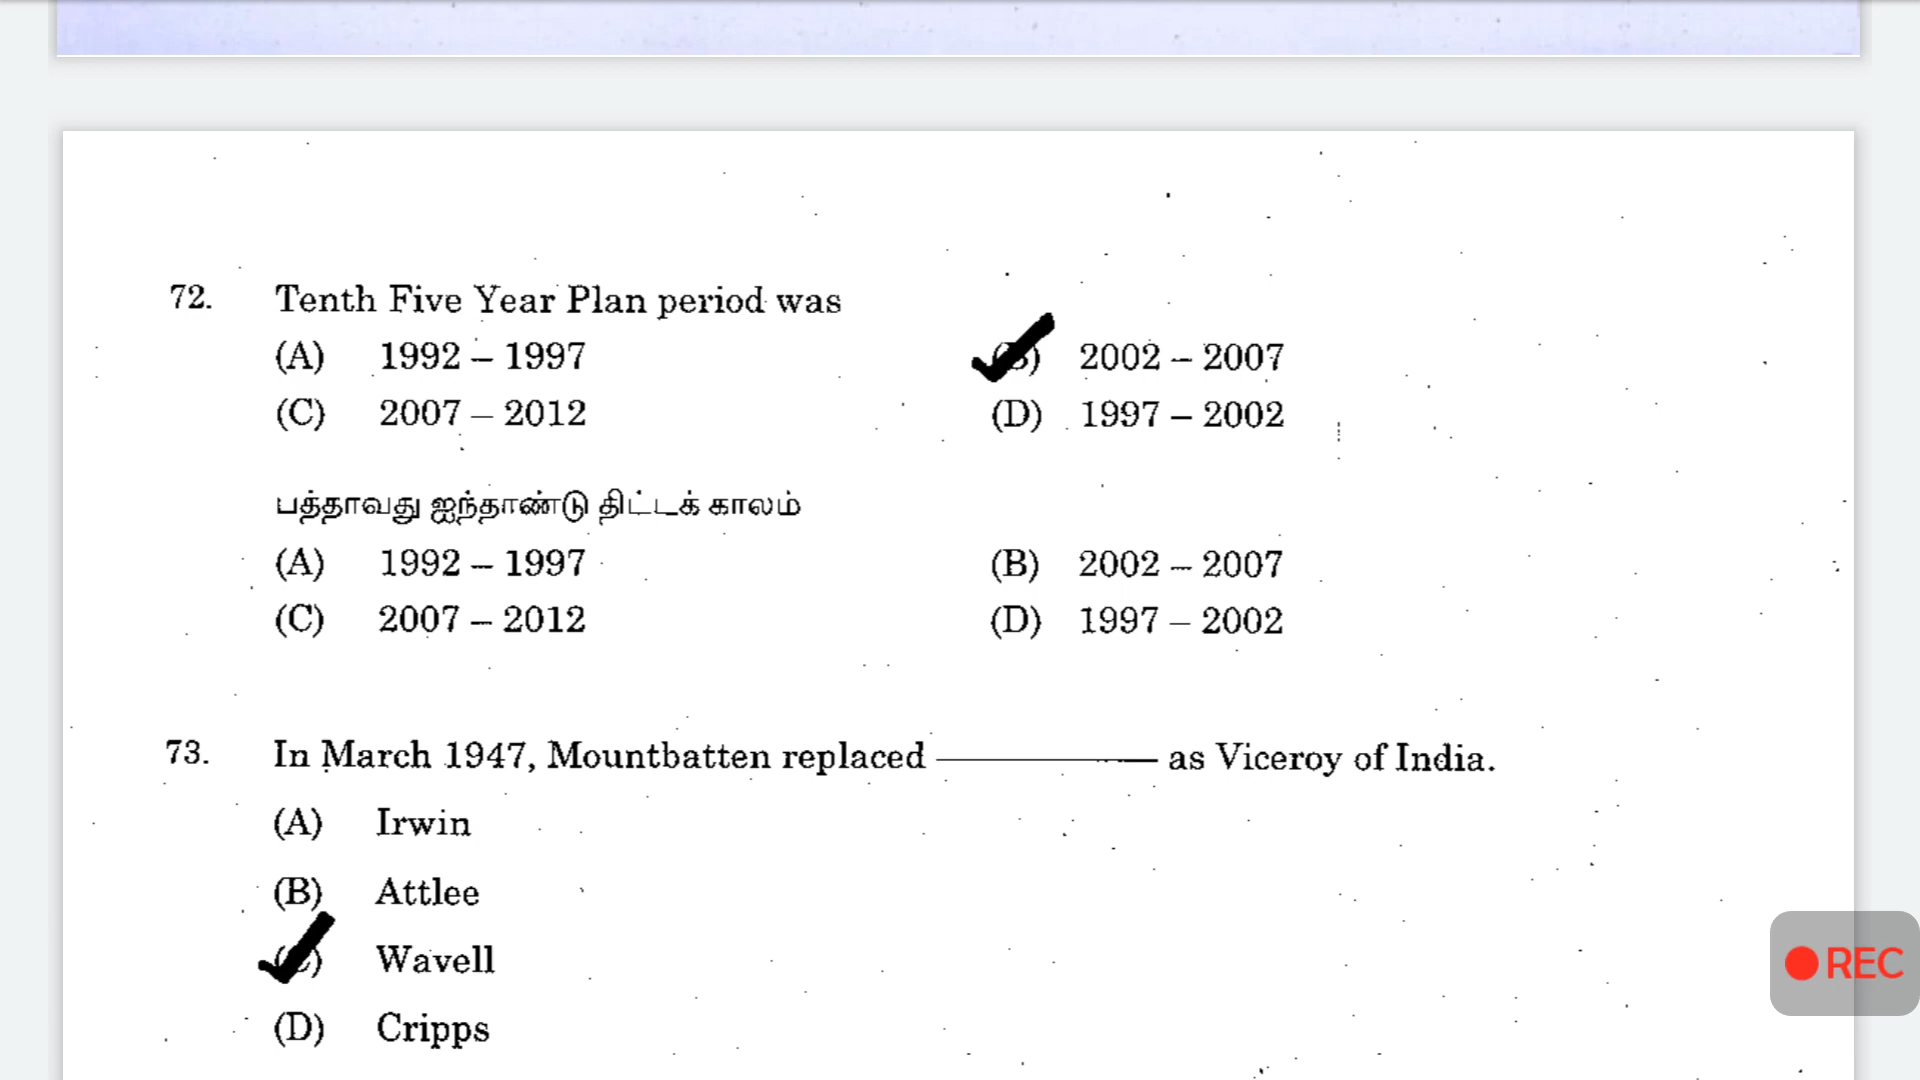 72. Tenth Five Year Plan period was
(A) 1992 – 1997 (B) 2002 – 2007
(C) 2007 – 2012 (D) 1997 – 2002
பத்தாவது ஐந்தாண்டு திட்டக் காலம்
(A) 1992 – 1997 (B) 2002 – 2007
(C) 2007 – 2012 (D) 1997 – 2002
73. In March 1947, Mountbatten replaced ———— as Viceroy of India.
(A) Irwin
(B) Attlee
(C) Wavell
(D) Cripps
REC